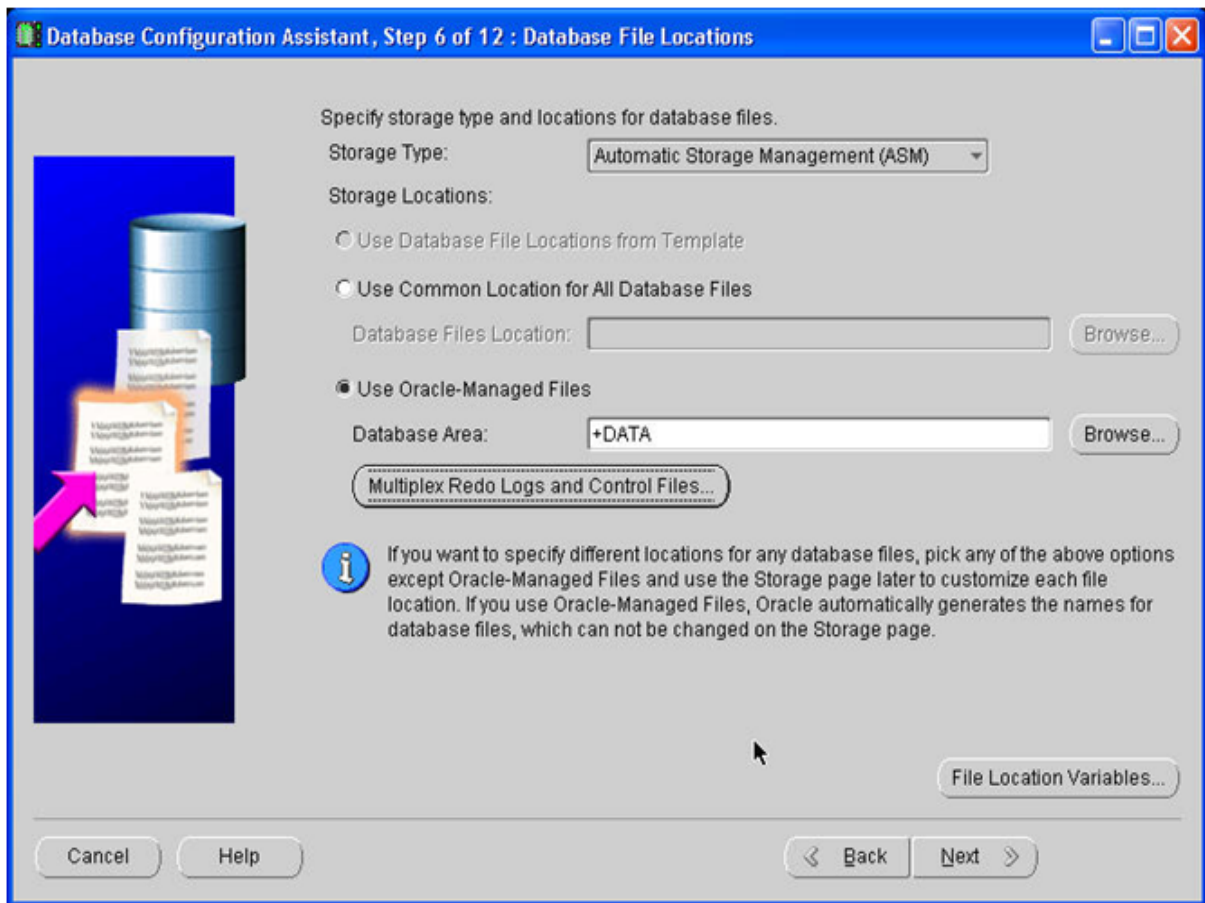 Database Configuration Assistant, Step 6 of 12 : Database File Locations
Specify storage type and locations for database files.
Storage Type: Automatic Storage Management (ASM)
Storage Locations:
Use Database File Locations from Template
Use Common Location for All Database Files
Database Files Location: Browse...
Use Oracle-Managed Files
Database Area: +DATA Browse...
Multiplex Redo Logs and Control Files...
If you want to specify different locations for any database files, pick any of the above options
except Oracle-Managed Files and use the Storage page later to customize each file
location. If you use Oracle-Managed Files, Oracle automatically generates the names for
database files, which can not be changed on the Storage page.
File Location Variables...
Cancel Help Back Next